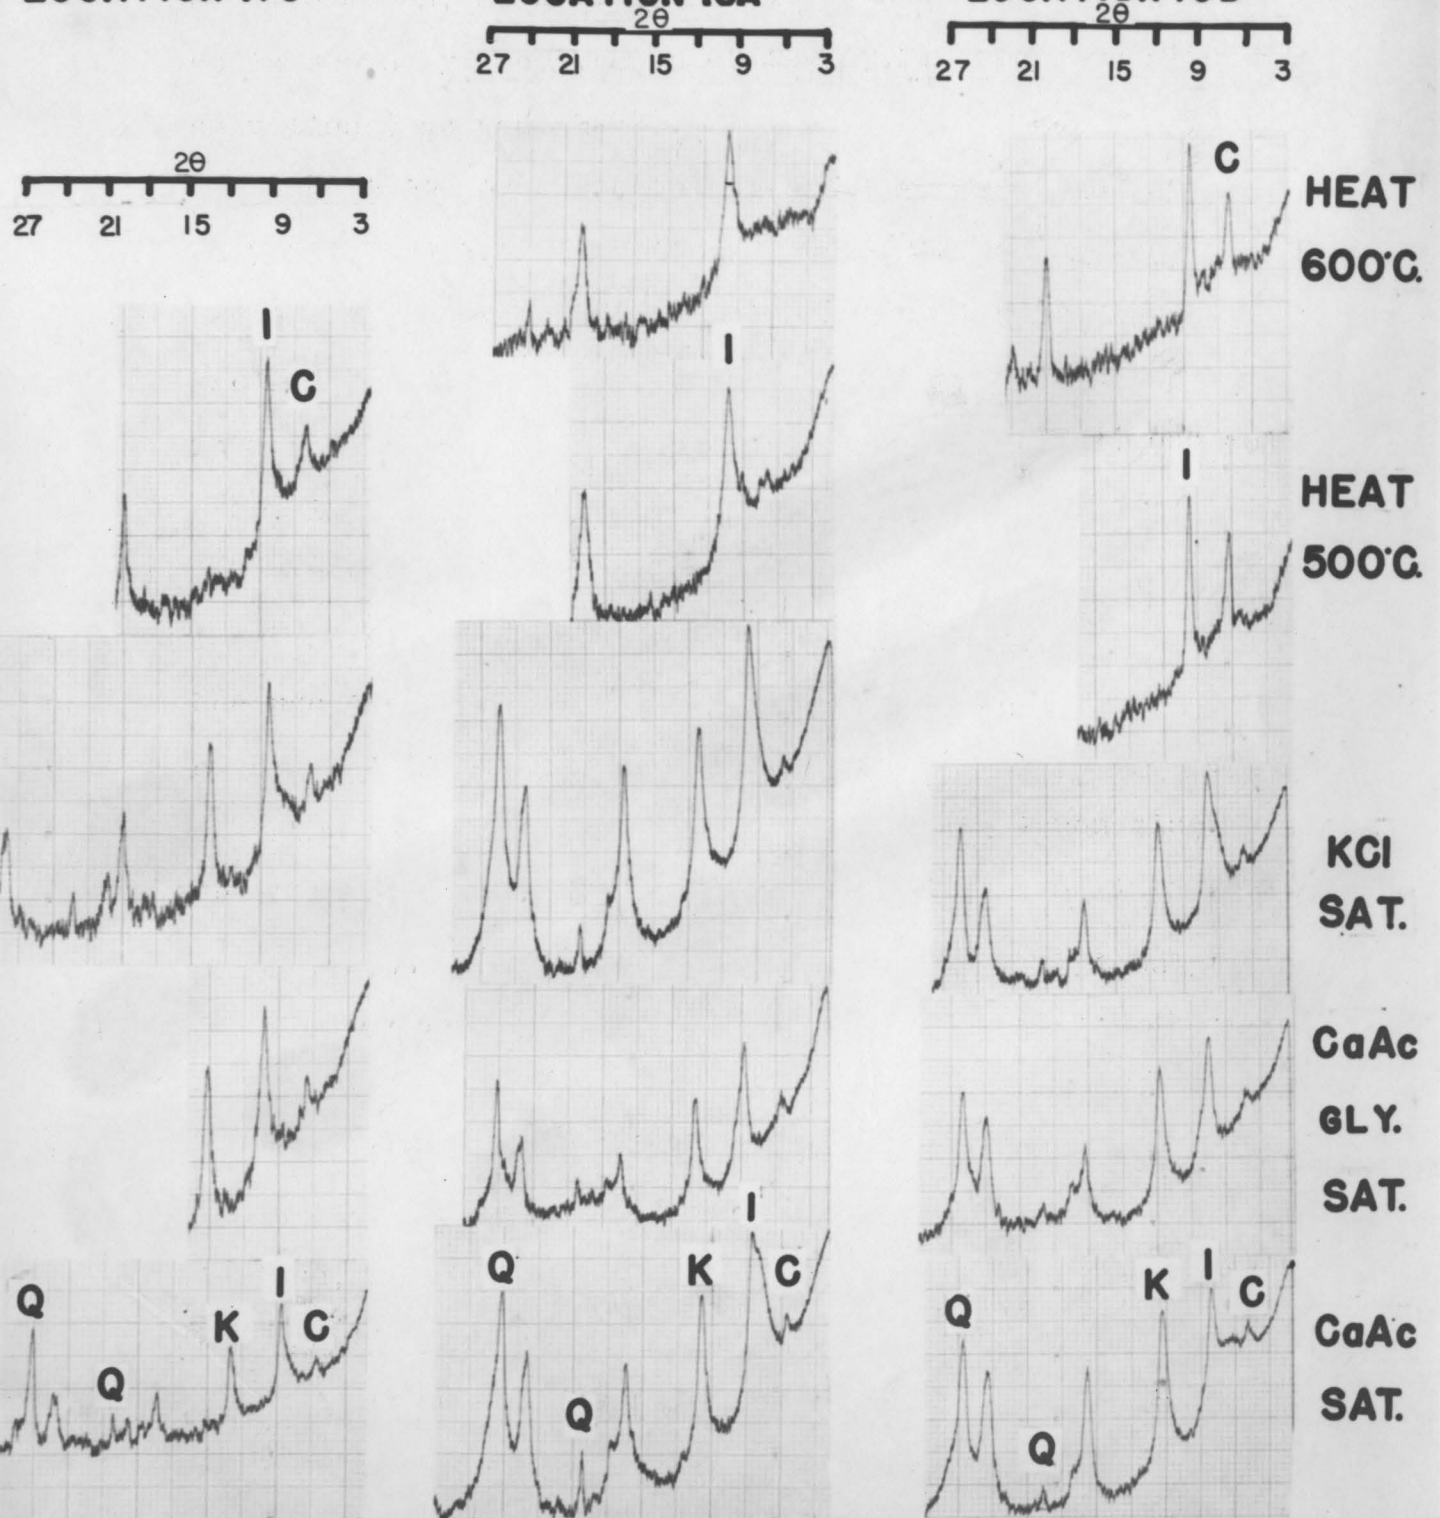 2θ
27 21 15 9 3
2θ
27 21 15 9 3
2θ
27 21 15 9 3
C
HEAT
600°C.
I
C
I
I
HEAT
500°C.
KCl
SAT.
CaAc
GLY.
SAT.
Q
Q
K
I
C
Q
Q
K
I
C
Q
Q
K
I
C
CaAc
SAT.